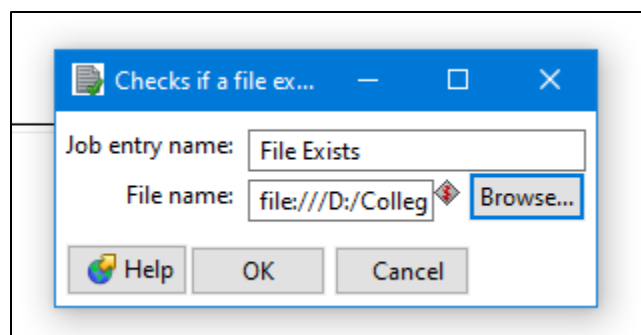 Checks if a file ex...
Job entry name: File Exists
File name: file:///D:/Colleg Browse...
Help OK Cancel